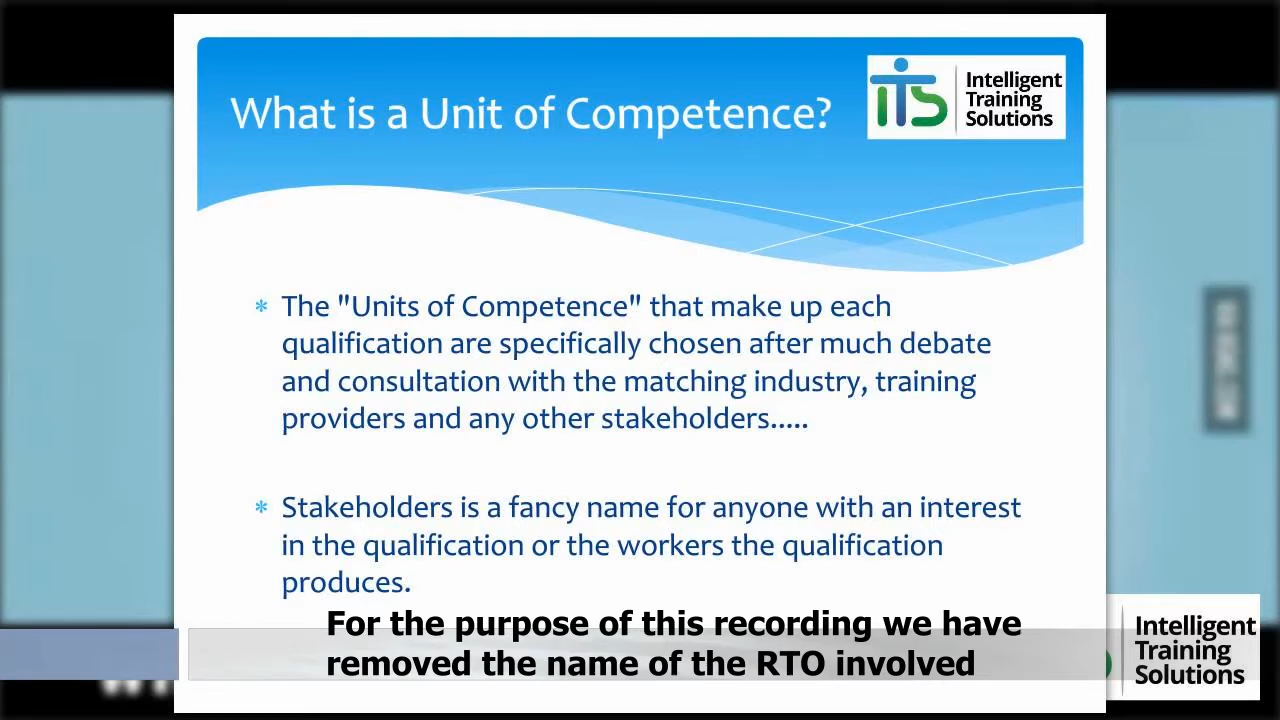 What is a Unit of Competence?
iTS
Intelligent
Training
Solutions
* The "Units of Competence" that make up each
qualification are specifically chosen after much debate
and consultation with the matching industry, training
providers and any other stakeholders.....
* Stakeholders is a fancy name for anyone with an interest
in the qualification or the workers the qualification
produces.
For the purpose of this recording we have
removed the name of the RTO involved
Intelligent
Training
Solutions